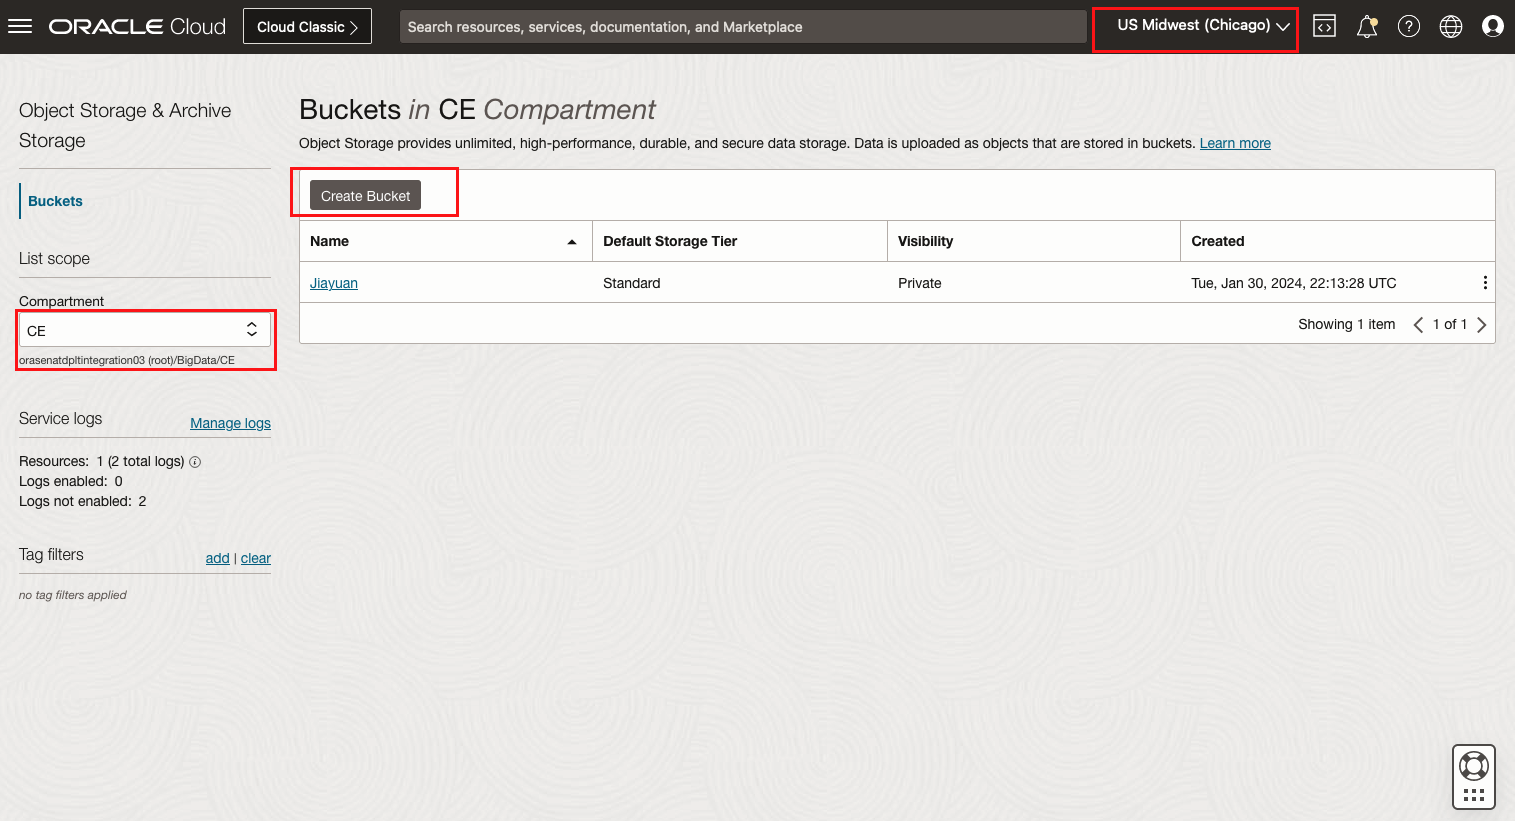 ORACLE Cloud
Cloud Classic
Search resources, services, documentation, and Marketplace
US Midwest (Chicago)
Object Storage & Archive
Storage
Buckets
List scope
Compartment
CE
orasenatdpltintegration03 (root)/BigData/CE
Service logs
Manage logs
Resources: 1 (2 total logs)
Logs enabled: 0
Logs not enabled: 2
Tag filters
add | clear
no tag filters applied
Buckets in CE Compartment
Object Storage provides unlimited, high-performance, durable, and secure data storage. Data is uploaded as objects that are stored in buckets. Learn more
Create Bucket
Name Default Storage Tier Visibility Created
Jiayuan Standard Private Tue, Jan 30, 2024, 22:13:28 UTC
Showing 1 item 1 of 1